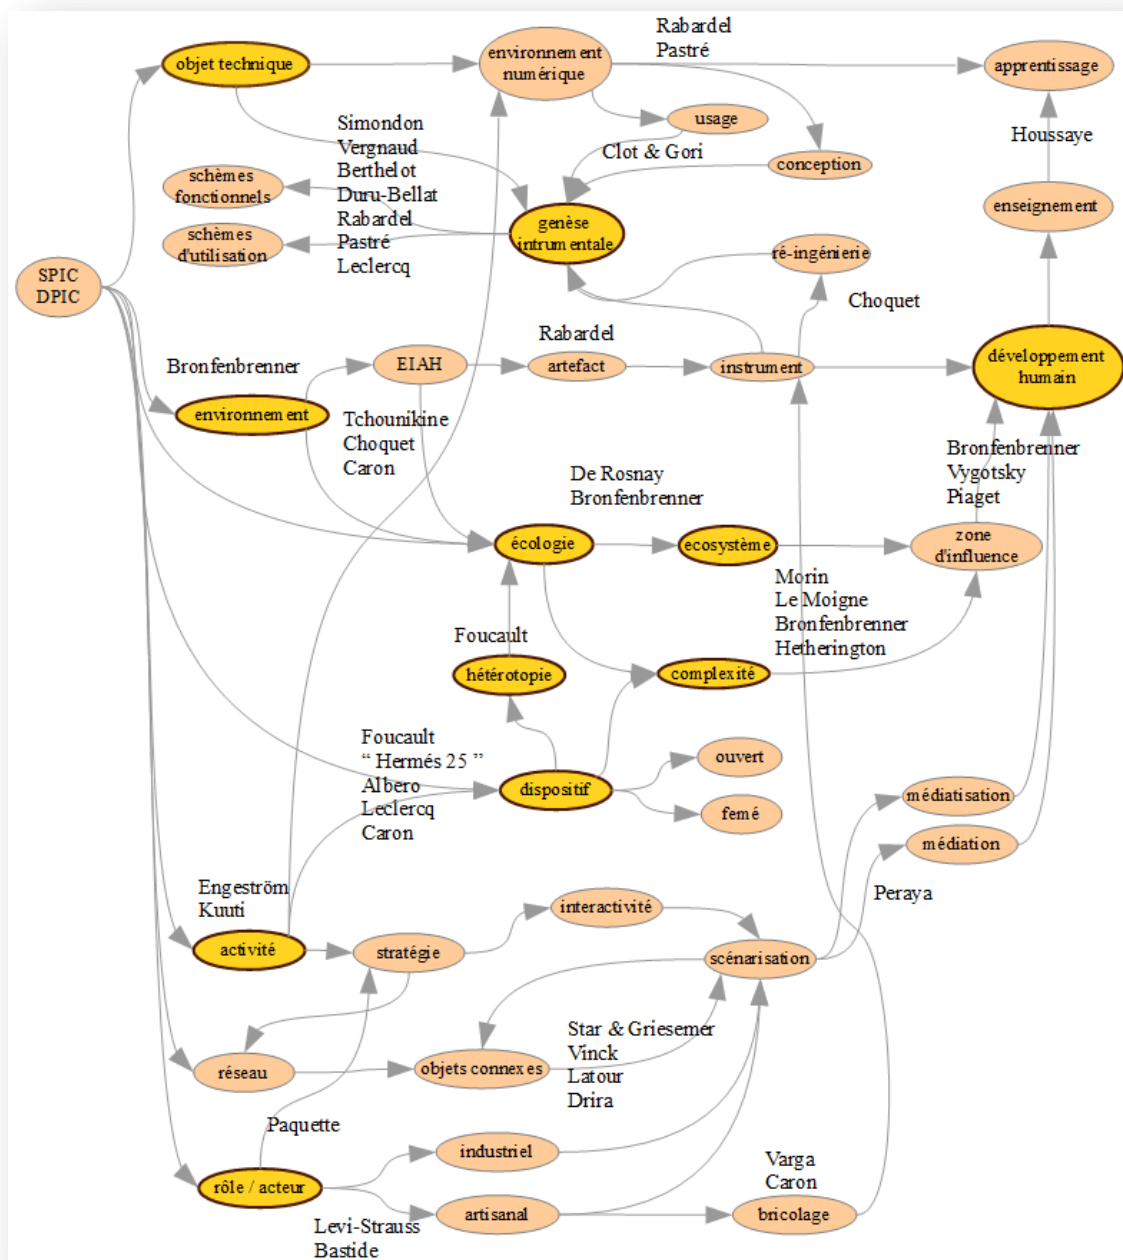 Rabardel
Pastré
objet technique
environnement
numérique
apprentissage
usage
Simondon
Vergnaud
Berthelot
Duru-Bellat
Rabardel
Pastré
Leclercq
Clot & Gori
Houssaye
conception
schèmes
fonctionnels
enseignement
genèse
intrumentale
schèmes
d'utilisation
ré-ingénierie
SPIC
DPIC
Choquet
Rabardel
Bronfenbrenner
EIAH
artefact
instrument
développement
humain
environnement
Tchounikine
Choquet
Caron
Bronfenbrenner
Vygotsky
Piaget
De Rosnay
Bronfenbrenner
écologie
ecosystème
zone
d'influence
Morin
Le Moigne
Bronfenbrenner
Hetherington
Foucault
hétérotopie
complexité
Foucault
“ Hermés 25 ”
Albero
Leclercq
Caron
ouvert
dispositif
femé
médiatisation
médiation
Engeström
Kuuti
Peraya
interactivité
activité
stratégie
scénarisation
Star & Griesemer
Vinck
Latour
Drira
réseau
objets connexes
Paquette
industriel
Varga
Caron
rôle / acteur
artisanal
bricolage
Levi-Strauss
Bastide